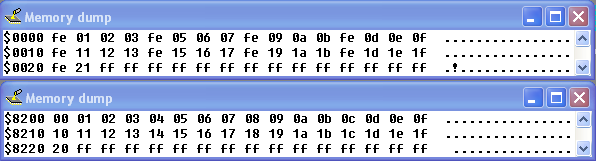 Memory dump
$0000 fe 01 02 03 fe 05 06 07 fe 09 0a 0b fe 0d 0e 0f ................
$0010 fe 11 12 13 fe 15 16 17 fe 19 1a 1b fe 1d 1e 1f ................
$0020 fe 21 ff ff ff ff ff ff ff ff ff ff ff ff ff ff .!..............
Memory dump
$8200 00 01 02 03 04 05 06 07 08 09 0a 0b 0c 0d 0e 0f ................
$8210 10 11 12 13 14 15 16 17 18 19 1a 1b 1c 1d 1e 1f ................
$8220 20 ff ff ff ff ff ff ff ff ff ff ff ff ff ff ff  ...............